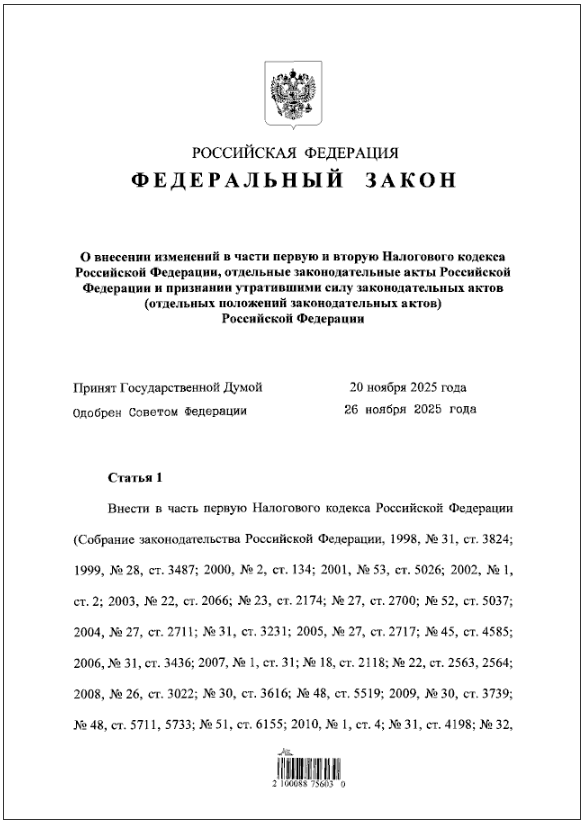 РОССИЙСКАЯ ФЕДЕРАЦИЯ
ФЕДЕРАЛЬНЫЙ ЗАКОН
О внесении изменений в части первую и вторую Налогового кодекса
Российской Федерации, отдельные законодательные акты Российской
Федерации и признании утратившими силу законодательных актов
(отдельных положений законодательных актов)
Российской Федерации
Принят Государственной Думой 20 ноября 2025 года
Одобрен Советом Федерации 26 ноября 2025 года
Статья 1
Внести в часть первую Налогового кодекса Российской Федерации
(Собрание законодательства Российской Федерации, 1998, № 31, ст. 3824;
1999, № 28, ст. 3487; 2000, № 2, ст. 134; 2001, № 53, ст. 5026; 2002, № 1,
ст. 2; 2003, № 22, ст. 2066; № 23, ст. 2174; № 27, ст. 2700; № 52, ст. 5037;
2004, № 27, ст. 2711; № 31, ст. 3231; 2005, № 27, ст. 2717; № 45, ст. 4585;
2006, № 31, ст. 3436; 2007, № 1, ст. 31; № 18, ст. 2118; № 22, ст. 2563, 2564;
2008, № 26, ст. 3022; № 30, ст. 3616; № 48, ст. 5519; 2009, № 30, ст. 3739;
№ 48, ст. 5711, 5733; № 51, ст. 6155; 2010, № 1, ст. 4; № 31, ст. 4198; № 32,
2 100088 75603 0